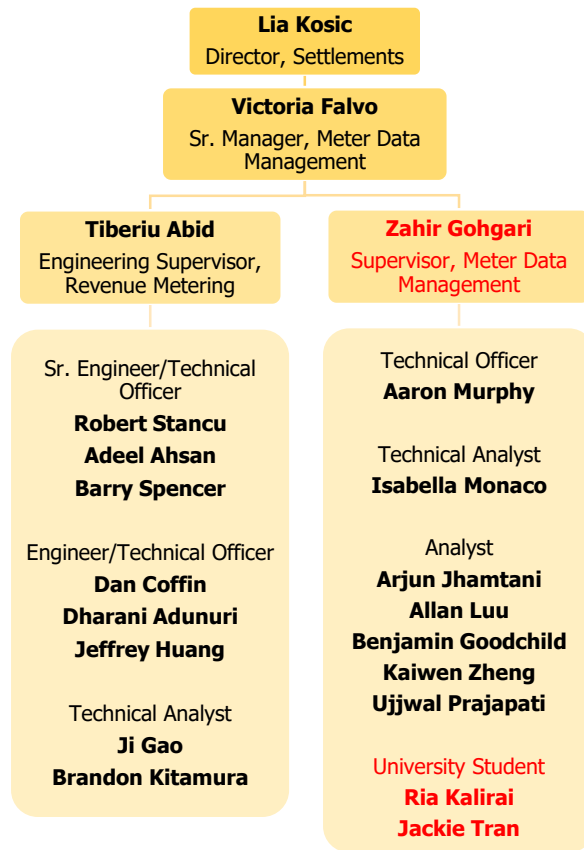 Lia Kosic
Director, Settlements
Victoria Falvo
Sr. Manager, Meter Data
Management
Tiberiu Abid
Engineering Supervisor,
Revenue Metering
Sr. Engineer/Technical
Officer
Robert Stancu
Adeel Ahsan
Barry Spencer
Engineer/Technical Officer
Dan Coffin
Dharani Adunuri
Jeffrey Huang
Technical Analyst
Ji Gao
Brandon Kitamura
Zahir Gohgari
Supervisor, Meter Data
Management
Technical Officer
Aaron Murphy
Technical Analyst
Isabella Monaco
Analyst
Arjun Jhamtani
Allan Luu
Benjamin Goodchild
Kaiwen Zheng
Ujjwal Prajapati
University Student
Ria Kalirai
Jackie Tran